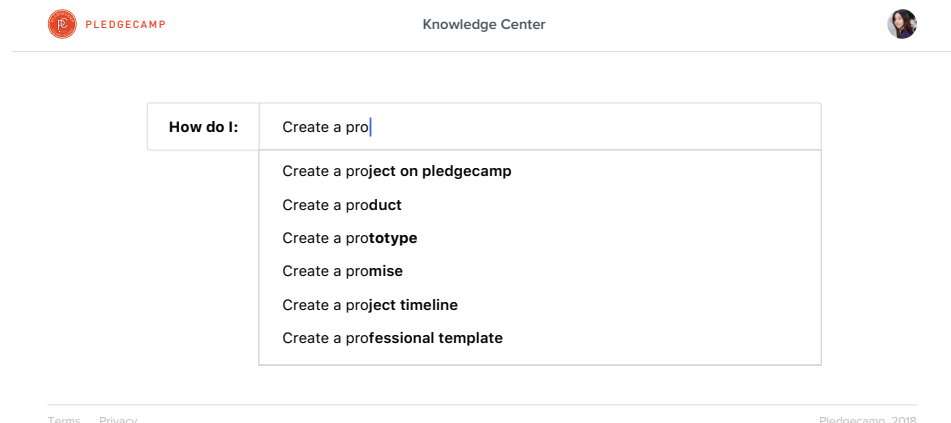 PLEDGECAMP
Knowledge Center
How do I: Create a pro
Create a project on pledgecamp
Create a product
Create a prototype
Create a promise
Create a project timeline
Create a professional template
Terms Privacy Pledgecamp, 2018